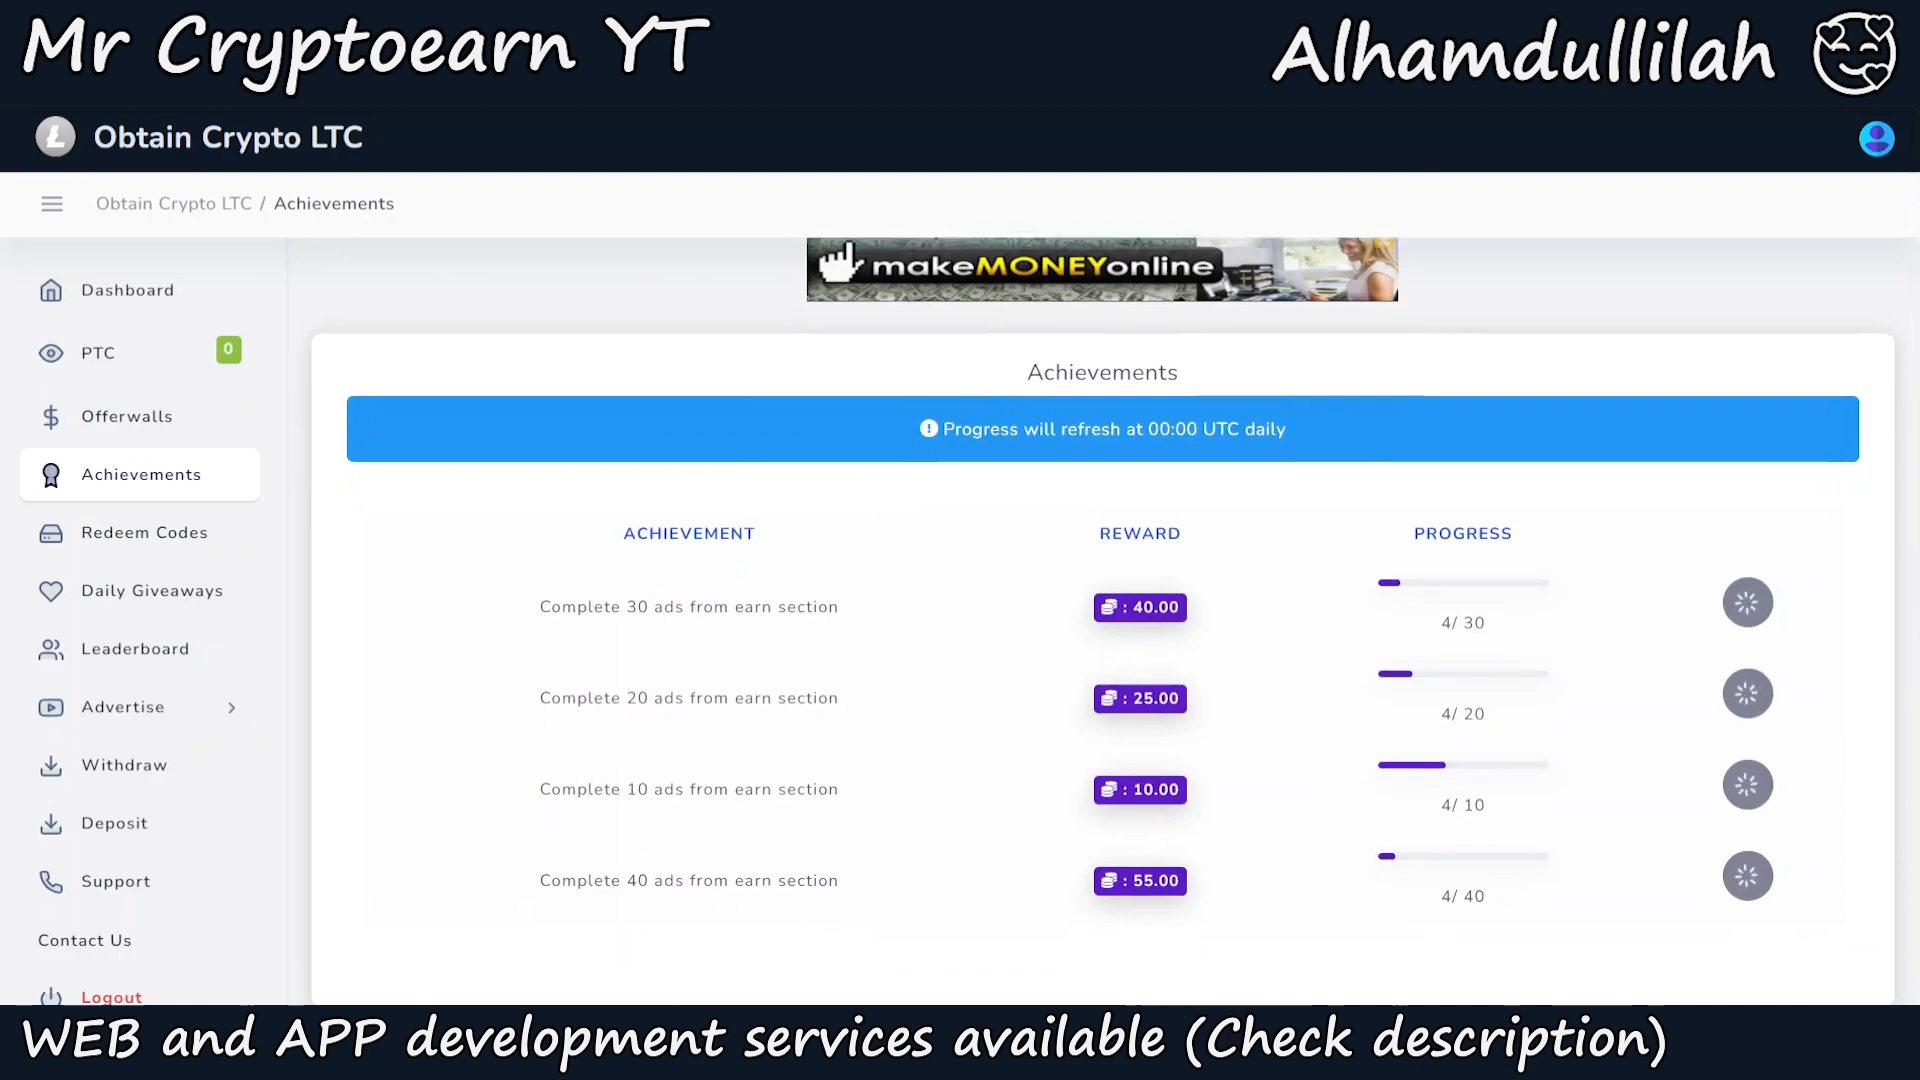 Mr Cryptoearn YT
Alhamdullilah
Obtain Crypto LTC
Obtain Crypto LTC / Achievements
makeMONEYonline
Dashboard
PTC 0
Offerwalls
Achievements
Redeem Codes
Daily Giveaways
Leaderboard
Advertise
Withdraw
Deposit
Support
Contact Us
Logout
Achievements
Progress will refresh at 00:00 UTC daily
ACHIEVEMENT REWARD PROGRESS
Complete 30 ads from earn section : 40.00 4/ 30
Complete 20 ads from earn section : 25.00 4/ 20
Complete 10 ads from earn section : 10.00 4/ 10
Complete 40 ads from earn section : 55.00 4/ 40
WEB and APP development services available (Check description)